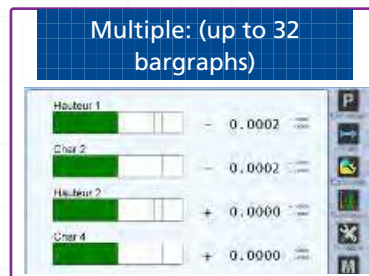 Multiple: (up to 32
bargraphs)
Hauteur 1
- 0.0002
Char 2
- 0.0002
Hauteur 2
+ 0.0000
Char 4
+ 0.0000
P
M